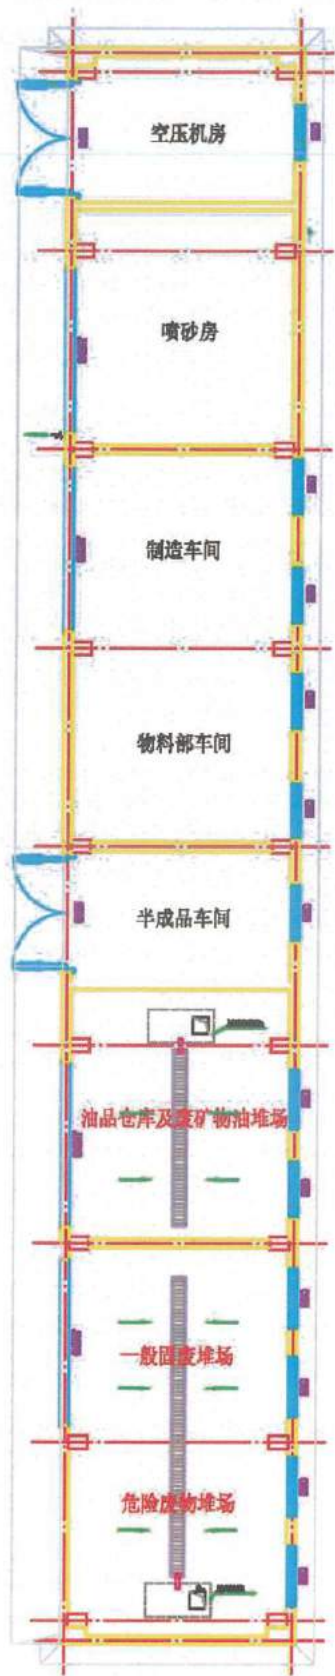 空压机房
喷砂房
制造车间
物料部车间
半成品车间
油品仓库及废矿物油堆场
一般固废堆场
危险废物堆场